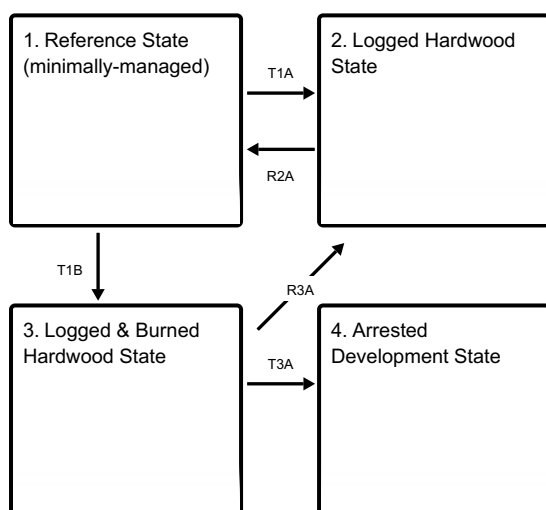 1. Reference State
(minimally-managed)
2. Logged Hardwood
State
T1A
R2A
T1B
R3A
3. Logged & Burned
Hardwood State
T3A
4. Arrested
Development State